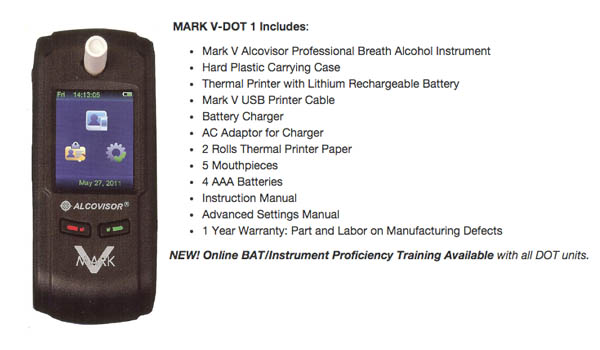 MARK V-DOT 1 Includes:
Mark V Alcovisor Professional Breath Alcohol Instrument
Hard Plastic Carrying Case
Thermal Printer with Lithium Rechargeable Battery
Mark V USB Printer Cable
Battery Charger
AC Adaptor for Charger
2 Rolls Thermal Printer Paper
5 Mouthpieces
4 AAA Batteries
Instruction Manual
Advanced Settings Manual
1 Year Warranty: Part and Labor on Manufacturing Defects
NEW! Online BAT/Instrument Proficiency Training Available with all DOT units.
Fri 14:13:05
May 27, 2011
ALCOVISOR®
V
MARK